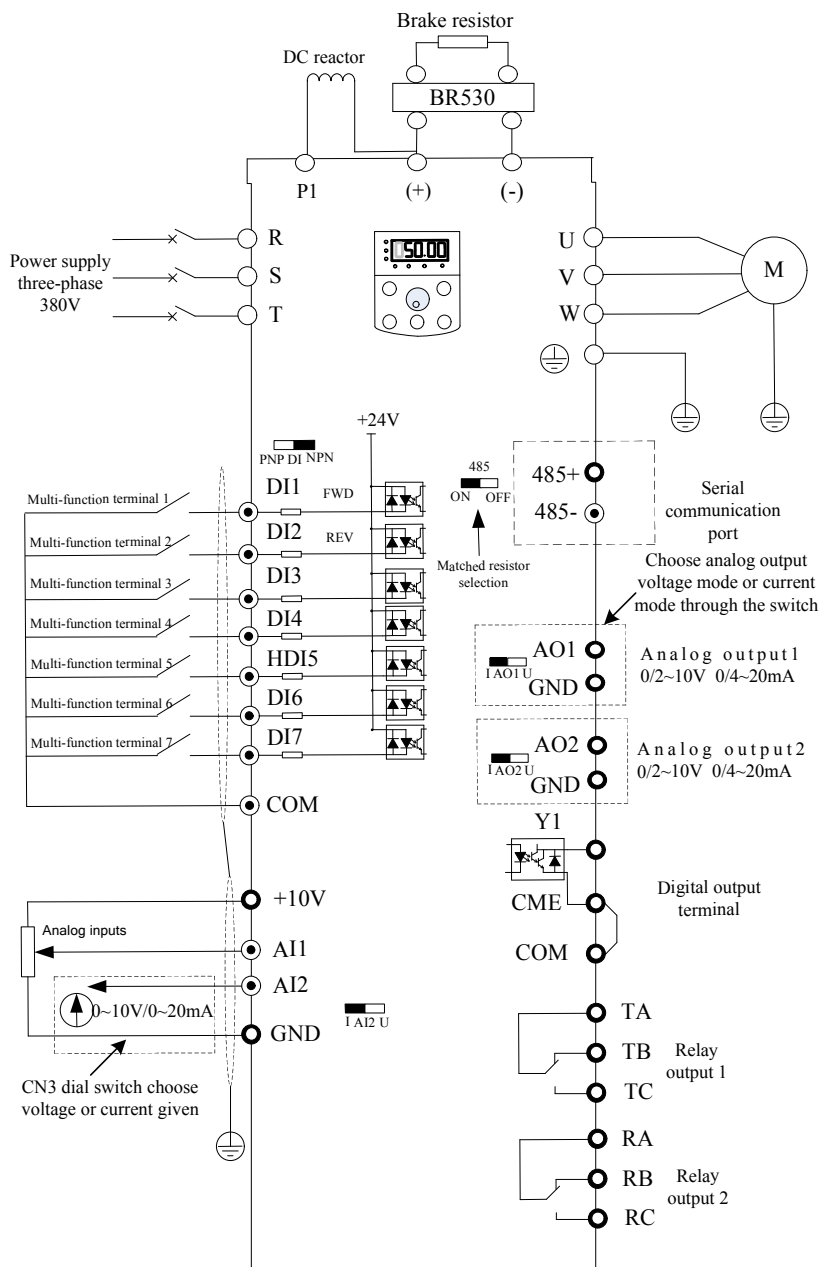 Brake resistor
DC reactor
BR530
P1
(+)
(-)
R
S
T
Power supply
three-phase
380V
50.00
U
V
W
M
+24V
PNP DI NPN
485
ON OFF
Matched resistor
selection
485+
485-
Serial
communication
port
Multi-function terminal 1
DI1
FWD
Multi-function terminal 2
DI2
REV
Multi-function terminal 3
DI3
Multi-function terminal 4
DI4
Multi-function terminal 5
HDI5
Multi-function terminal 6
DI6
Multi-function terminal 7
DI7
COM
Choose analog output
voltage mode or current
mode through the switch
I AO1 U
AO1
GND
Analog output1
0/2~10V 0/4~20mA
I AO2 U
AO2
GND
Analog output2
0/2~10V 0/4~20mA
Y1
CME
COM
Digital output
terminal
+10V
Analog inputs
AI1
AI2
0~10V/0~20mA
GND
I AI2 U
CN3 dial switch choose
voltage or current given
TA
TB
TC
Relay
output 1
RA
RB
RC
Relay
output 2